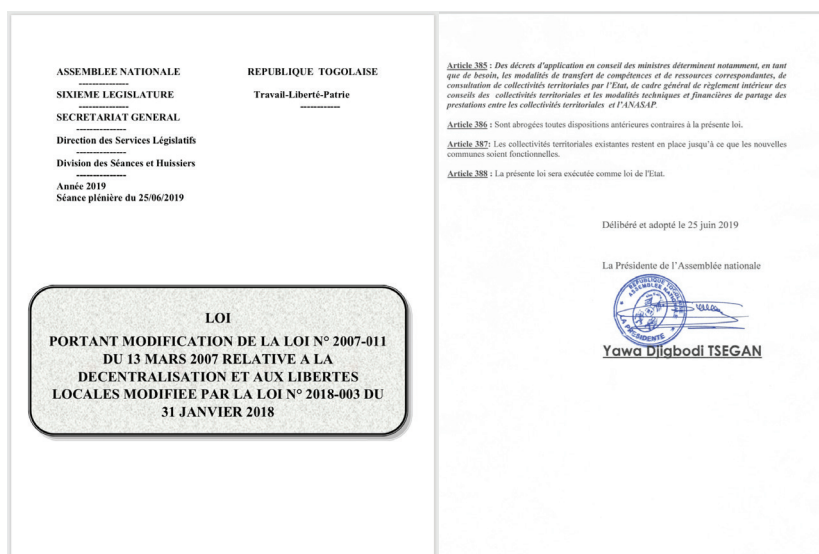 ASSEMBLEE NATIONALE
---------------
SIXIEME LEGISLATURE
---------------
SECRETARIAT GENERAL
---------------
Direction des Services Législatifs
---------------
Division des Séances et Huissiers
---------------
Année 2019
Séance plénière du 25/06/2019
REPUBLIQUE TOGOLAISE
Travail-Liberté-Patrie
------------
LOI
PORTANT MODIFICATION DE LA LOI N° 2007-011
DU 13 MARS 2007 RELATIVE A LA
DECENTRALISATION ET AUX LIBERTES
LOCALES MODIFIEE PAR LA LOI N° 2018-003 DU
31 JANVIER 2018
Article 385 : Des décrets d'application en conseil des ministres déterminent notamment, en tant
que de besoin, les modalités de transfert de compétences et de ressources correspondantes, de
consultation de collectivités territoriales par l'Etat, de cadre général de règlement intérieur des
conseils des collectivités territoriales et les modalités techniques et financières de partage des
prestations entre les collectivités territoriales et l'ANASAP.
Article 386 : Sont abrogées toutes dispositions antérieures contraires à la présente loi.
Article 387: Les collectivités territoriales existantes restent en place jusqu'à ce que les nouvelles
communes soient fonctionnelles.
Article 388 : La présente loi sera exécutée comme loi de l'Etat.
Délibéré et adopté le 25 juin 2019
La Présidente de l'Assemblée nationale
REPUBLIQUE TOGOLAISE
ASSEMBLEE NATIONALE
LA PRESIDENTE
Yawa Djigbodi TSEGAN